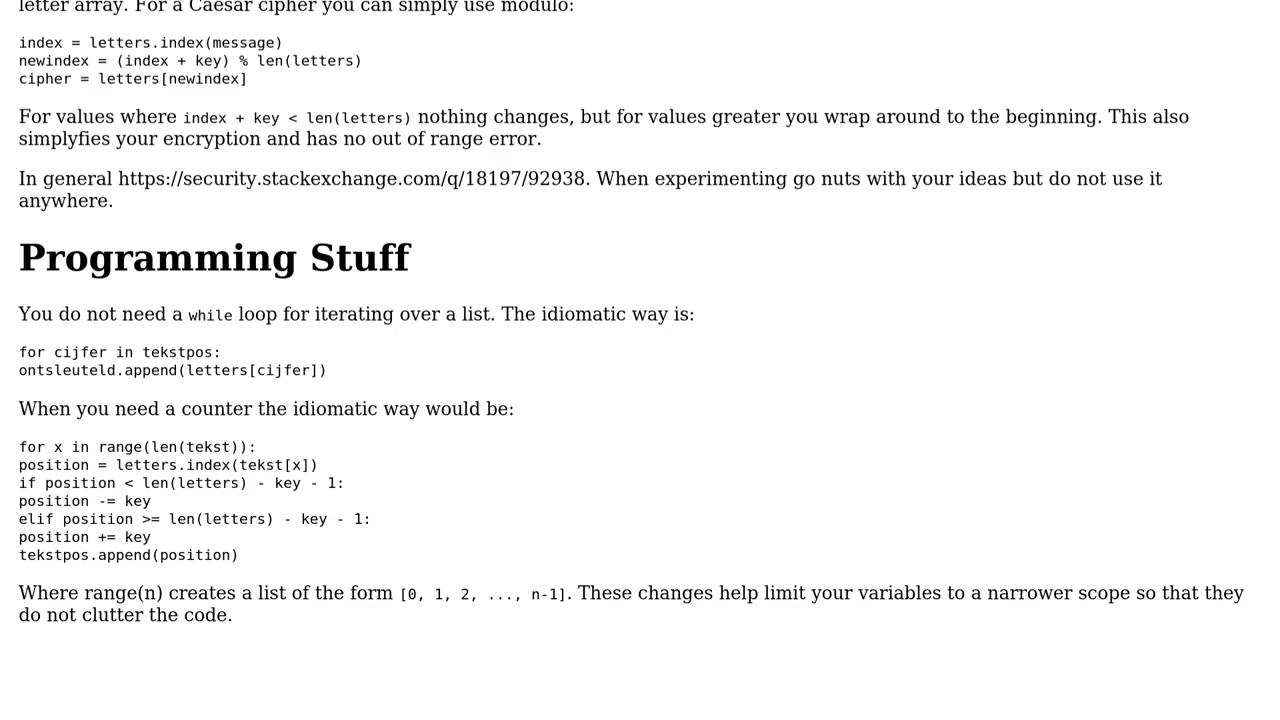 letter array. For a Caesar cipher you can simply use modulo:
index = letters.index(message)
newindex = (index + key) % len(letters)
cipher = letters[newindex]
For values where index + key < len(letters) nothing changes, but for values greater you wrap around to the beginning. This also
simplyfies your encryption and has no out of range error.
In general https://security.stackexchange.com/q/18197/92938. When experimenting go nuts with your ideas but do not use it
anywhere.
Programming Stuff
You do not need a while loop for iterating over a list. The idiomatic way is:
for cijfer in tekstpos:
ontsleuteld.append(letters[cijfer])
When you need a counter the idiomatic way would be:
for x in range(len(tekst)):
position = letters.index(tekst[x])
if position < len(letters) - key - 1:
position -= key
elif position >= len(letters) - key - 1:
position += key
tekstpos.append(position)
Where range(n) creates a list of the form [0, 1, 2, ..., n-1]. These changes help limit your variables to a narrower scope so that they
do not clutter the code.